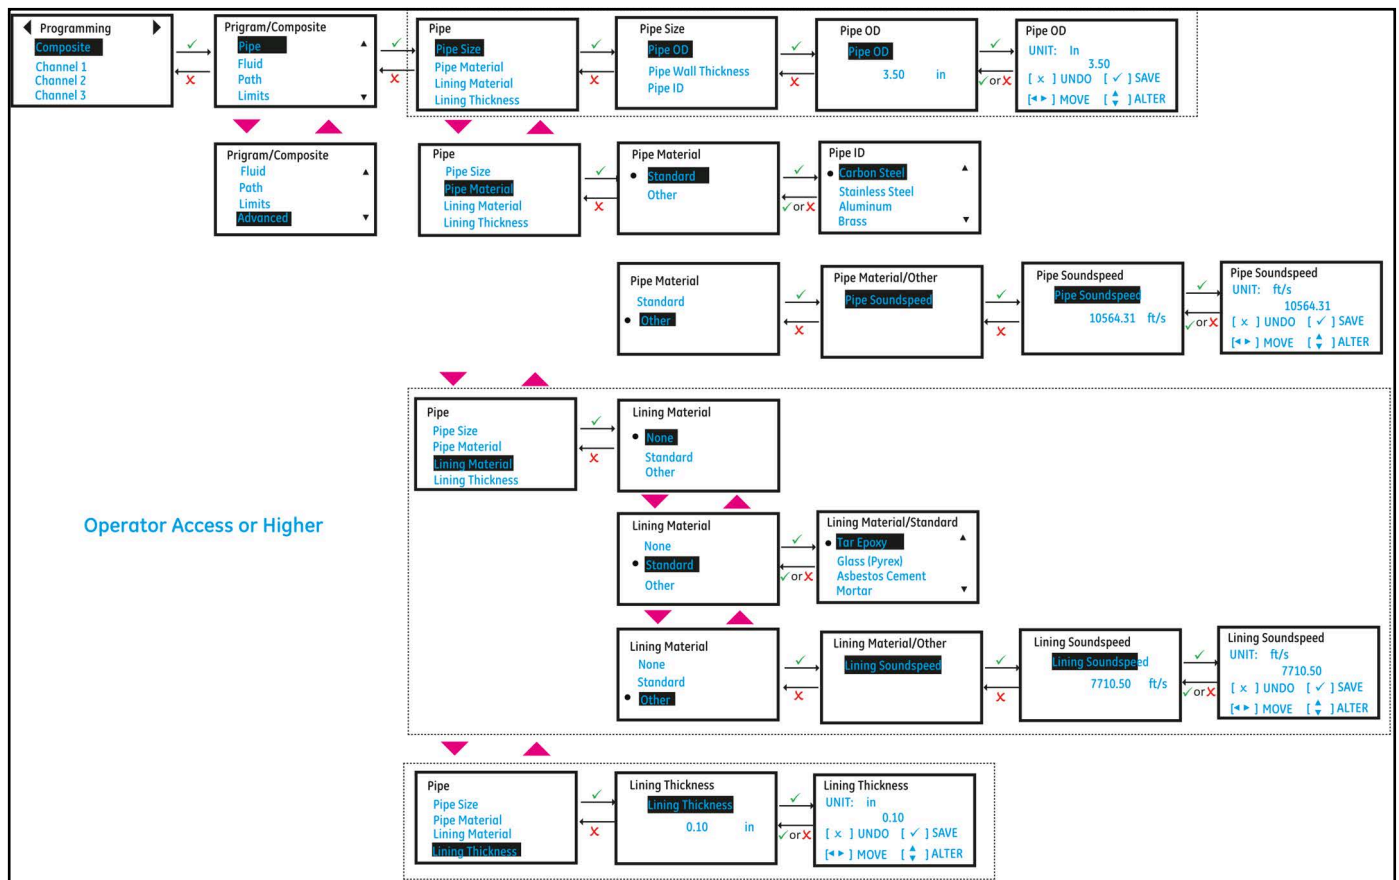 Programming
Composite
Channel 1
Channel 2
Channel 3
✓
X
Prigram/Composite
Pipe
Fluid
Path
Limits
✓
X
Pipe
Pipe Size
Pipe Material
Lining Material
Lining Thickness
✓
X
Pipe Size
Pipe OD
Pipe Wall Thickness
Pipe ID
✓
X
Pipe OD
Pipe OD
3.50 in
✓
✓orX
Pipe OD
UNIT: In
3.50
[ x ] UNDO [ ✓ ] SAVE
[◄ ►] MOVE [▲▼] ALTER
Prigram/Composite
Fluid
Path
Limits
Advanced
Pipe
Pipe Size
Pipe Material
Lining Material
Lining Thickness
✓
X
Pipe Material
Standard
Other
✓
✓orX
Pipe ID
Carbon Steel
Stainless Steel
Aluminum
Brass
Pipe Material
Standard
Other
✓
X
Pipe Material/Other
Pipe Soundspeed
✓
X
Pipe Soundspeed
Pipe Soundspeed
10564.31 ft/s
✓
✓orX
Pipe Soundspeed
UNIT: ft/s
10564.31
[ x ] UNDO [ ✓ ] SAVE
[◄ ►] MOVE [▲▼] ALTER
Pipe
Pipe Size
Pipe Material
Lining Material
Lining Thickness
✓
X
Lining Material
None
Standard
Other
Operator Access or Higher
Lining Material
None
Standard
Other
✓
✓orX
Lining Material/Standard
Tar Epoxy
Glass (Pyrex)
Asbestos Cement
Mortar
Lining Material
None
Standard
Other
✓
X
Lining Material/Other
Lining Soundspeed
✓
X
Lining Soundspeed
Lining Soundspeed
7710.50 ft/s
✓
✓orX
Lining Soundspeed
UNIT: ft/s
7710.50
[ x ] UNDO [ ✓ ] SAVE
[◄ ►] MOVE [▲▼] ALTER
Pipe
Pipe Size
Pipe Material
Lining Material
Lining Thickness
✓
X
Lining Thickness
Lining Thickness
0.10 in
✓
✓orX
Lining Thickness
UNIT: in
0.10
[ x ] UNDO [ ✓ ] SAVE
[◄ ►] MOVE [▲▼] ALTER